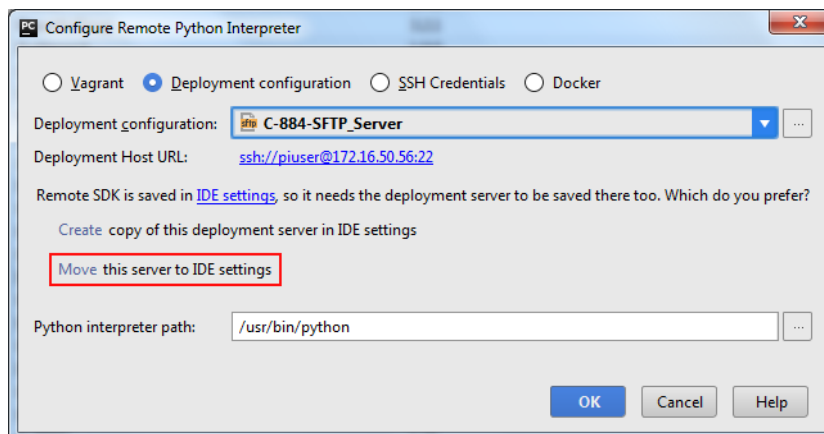 PC Configure Remote Python Interpreter
Vagrant Deployment configuration SSH Credentials Docker
Deployment configuration: sftp C-884-SFTP_Server ...
Deployment Host URL: ssh://piuser@172.16.50.56:22
Remote SDK is saved in IDE settings, so it needs the deployment server to be saved there too. Which do you prefer?
Create copy of this deployment server in IDE settings
Move this server to IDE settings
Python interpreter path: /usr/bin/python ...
OK Cancel Help